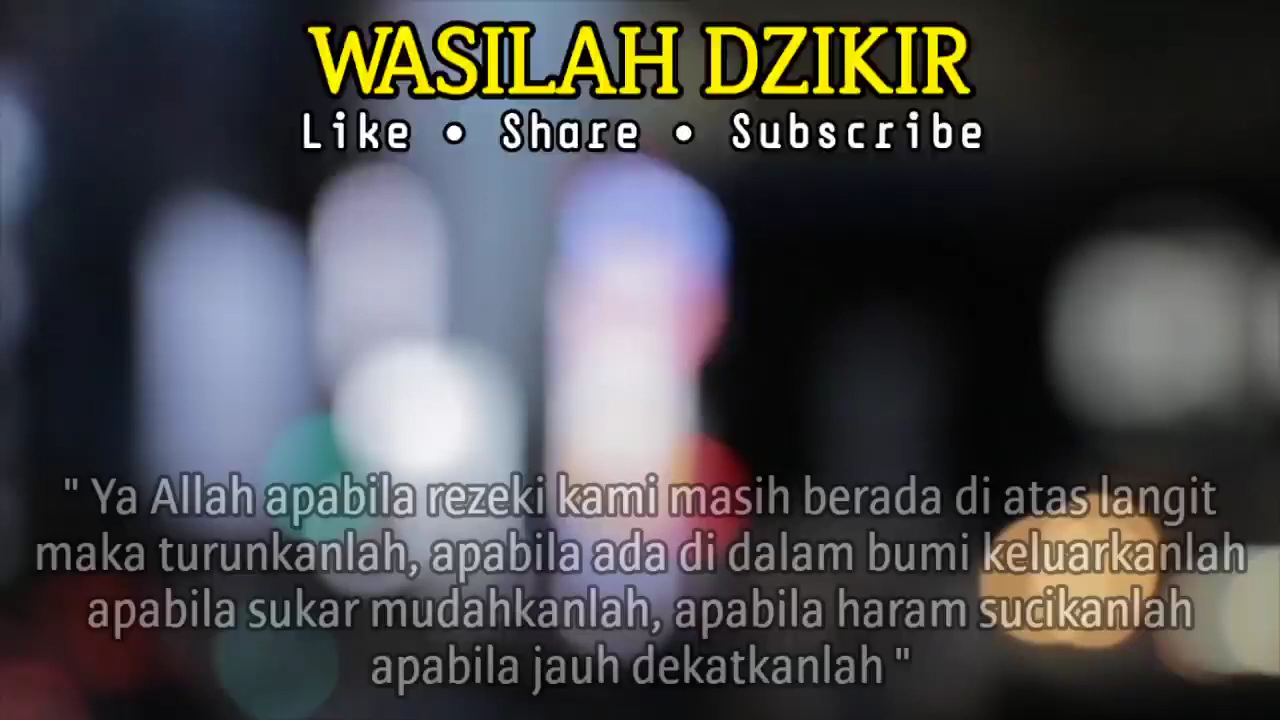 WASILAH DZIKIR
Like • Share • Subscribe
" Ya Allah apabila rezeki kami masih berada di atas langit
maka turunkanlah, apabila ada di dalam bumi keluarkanlah
apabila sukar mudahkanlah, apabila haram sucikanlah
apabila jauh dekatkanlah "